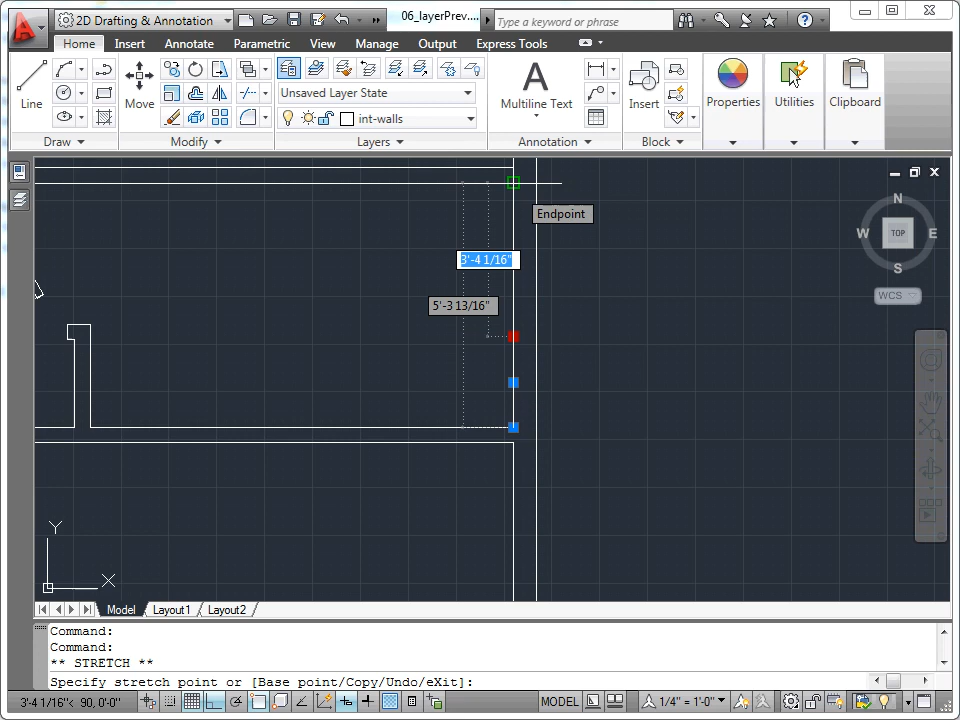 2D Drafting & Annotation
06_layerPrev....
Type a keyword or phrase
Home Insert Annotate Parametric View Manage Output Express Tools
Line Move Unsaved Layer State int-walls Multiline Text Insert Properties Utilities Clipboard
Draw Modify Layers Annotation Block
Endpoint
3'-4 1/16"
5'-3 13/16"
N
W TOP E
S
WCS
Y
X
Model Layout1 Layout2
Command:
Command:
** STRETCH **
Specify stretch point or [Base point/Copy/Undo/eXit]:
3'-4 1/16"< 90, 0'-0" MODEL 1/4" = 1'-0"